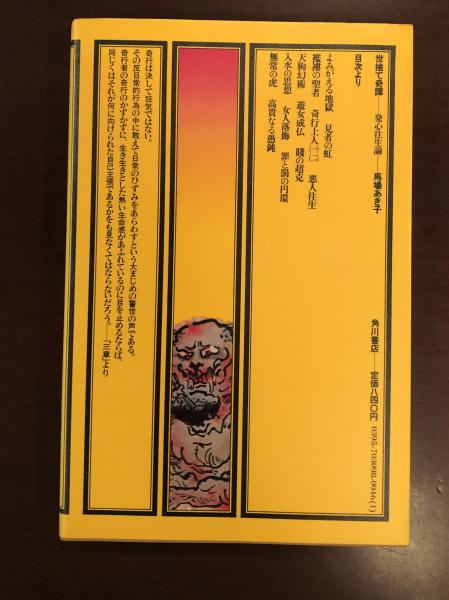 世捨て奇譚――発心往生論 馬場あき子
目次より
よみがえる地獄 見者の虹
襤褸の聖者 奇行上人一二 悪人往生
天狗幻術 遊女成仏 賤の超克
入水の思想 女人落飾 罪と罰の円環
無常の虎 高貴なる愚鈍
角川書店――定価八四〇円 0395-703098-0946(1)
奇行は決して狂気ではない。
その反日常的行為の中に敢えて日常のひずみをあらわすという大まじめの警世の声である。
奇行者の奇行のかずかずに、生き生きとした熱い生命感があふれているのに目を止めるならば、
同じくはそれが何に向けられた自己主張であるかをも見なくてはならないだろう。――「三章」より